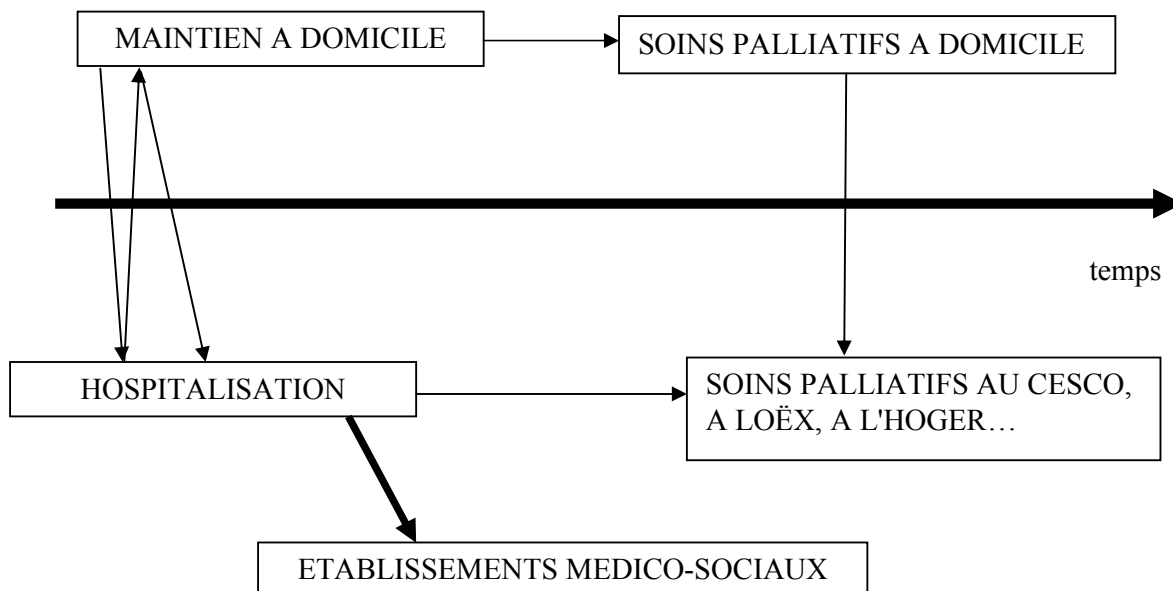 MAINTIEN A DOMICILE
SOINS PALLIATIFS A DOMICILE
temps
HOSPITALISATION
SOINS PALLIATIFS AU CESCO,
A LOËX, A L'HOGER…
ETABLISSEMENTS MEDICO-SOCIAUX